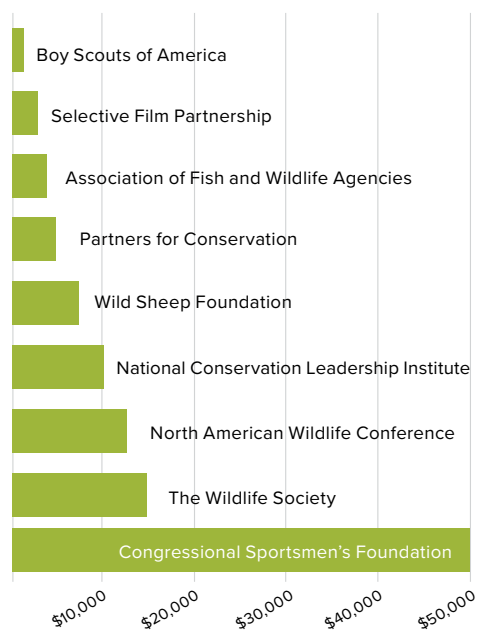 Boy Scouts of America
Selective Film Partnership
Association of Fish and Wildlife Agencies
Partners for Conservation
Wild Sheep Foundation
National Conservation Leadership Institute
North American Wildlife Conference
The Wildlife Society
Congressional Sportsmen’s Foundation
$10,000
$20,000
$30,000
$40,000
$50,000